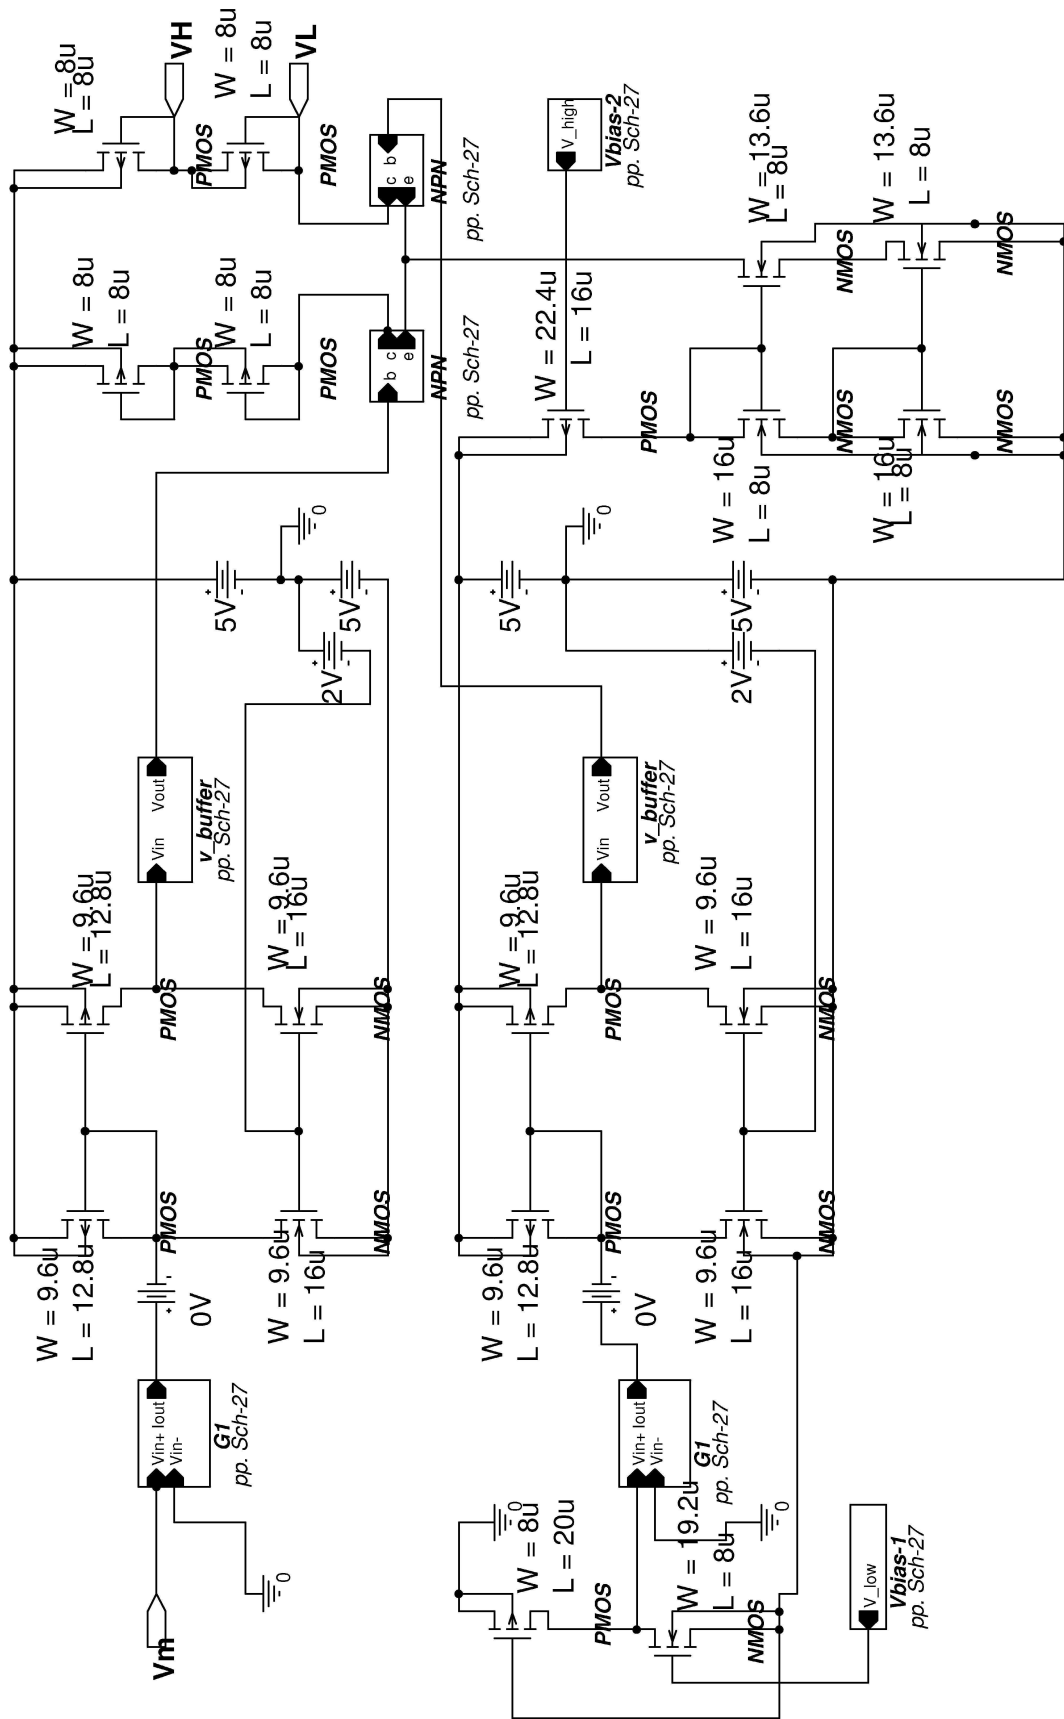 VH
W = 8u
L = 8u
W = 8u
L = 8u
VL
PMOS
PMOS
b
c
e
NPN
pp. Sch-27
V_high
Vbias-2
pp. Sch-27
W = 13.6u
L = 8u
W = 13.6u
L = 8u
NMOS
NMOS
W = 8u
L = 8u
W = 8u
L = 8u
PMOS
PMOS
b
c
e
NPN
pp. Sch-27
W = 22.4u
L = 16u
PMOS
W = 16u
L = 8u
NMOS
W = 16u
L = 8u
NMOS
0
5V
+
-
5V
+
-
2V
+
-
0
5V
+
-
5V
+
-
2V
+
-
Vin
Vout
v_buffer
pp. Sch-27
Vin
Vout
v_buffer
pp. Sch-27
W = 9.6u
L = 12.8u
PMOS
W = 9.6u
L = 16u
NMOS
W = 9.6u
L = 12.8u
PMOS
W = 9.6u
L = 16u
NMOS
W = 9.6u
L = 12.8u
PMOS
W = 9.6u
L = 16u
NMOS
W = 9.6u
L = 12.8u
PMOS
W = 9.6u
L = 16u
NMOS
+
-
0V
+
-
0V
Vin+ Iout
Vin-
G1
pp. Sch-27
Vin+ Iout
Vin-
G1
pp. Sch-27
0
Vm
0
W = 8u
L = 20u
PMOS
W = 19.2u
L = 8u
NMOS
0
V_low
Vbias-1
pp. Sch-27